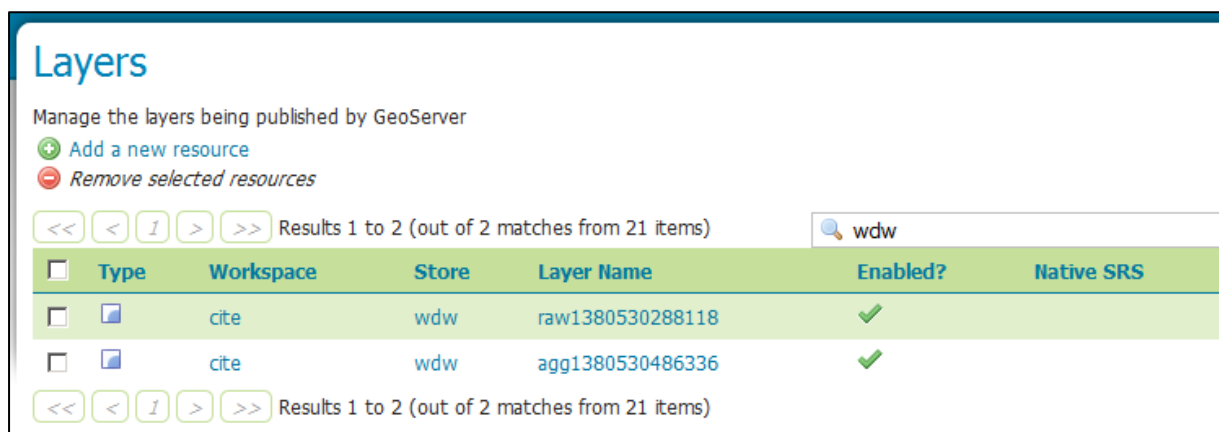 Layers
Manage the layers being published by GeoServer
Add a new resource
Remove selected resources
<< < 1 > >> Results 1 to 2 (out of 2 matches from 21 items) wdw
Type Workspace Store Layer Name Enabled? Native SRS
cite wdw raw1380530288118
cite wdw agg1380530486336
<< < 1 > >> Results 1 to 2 (out of 2 matches from 21 items)